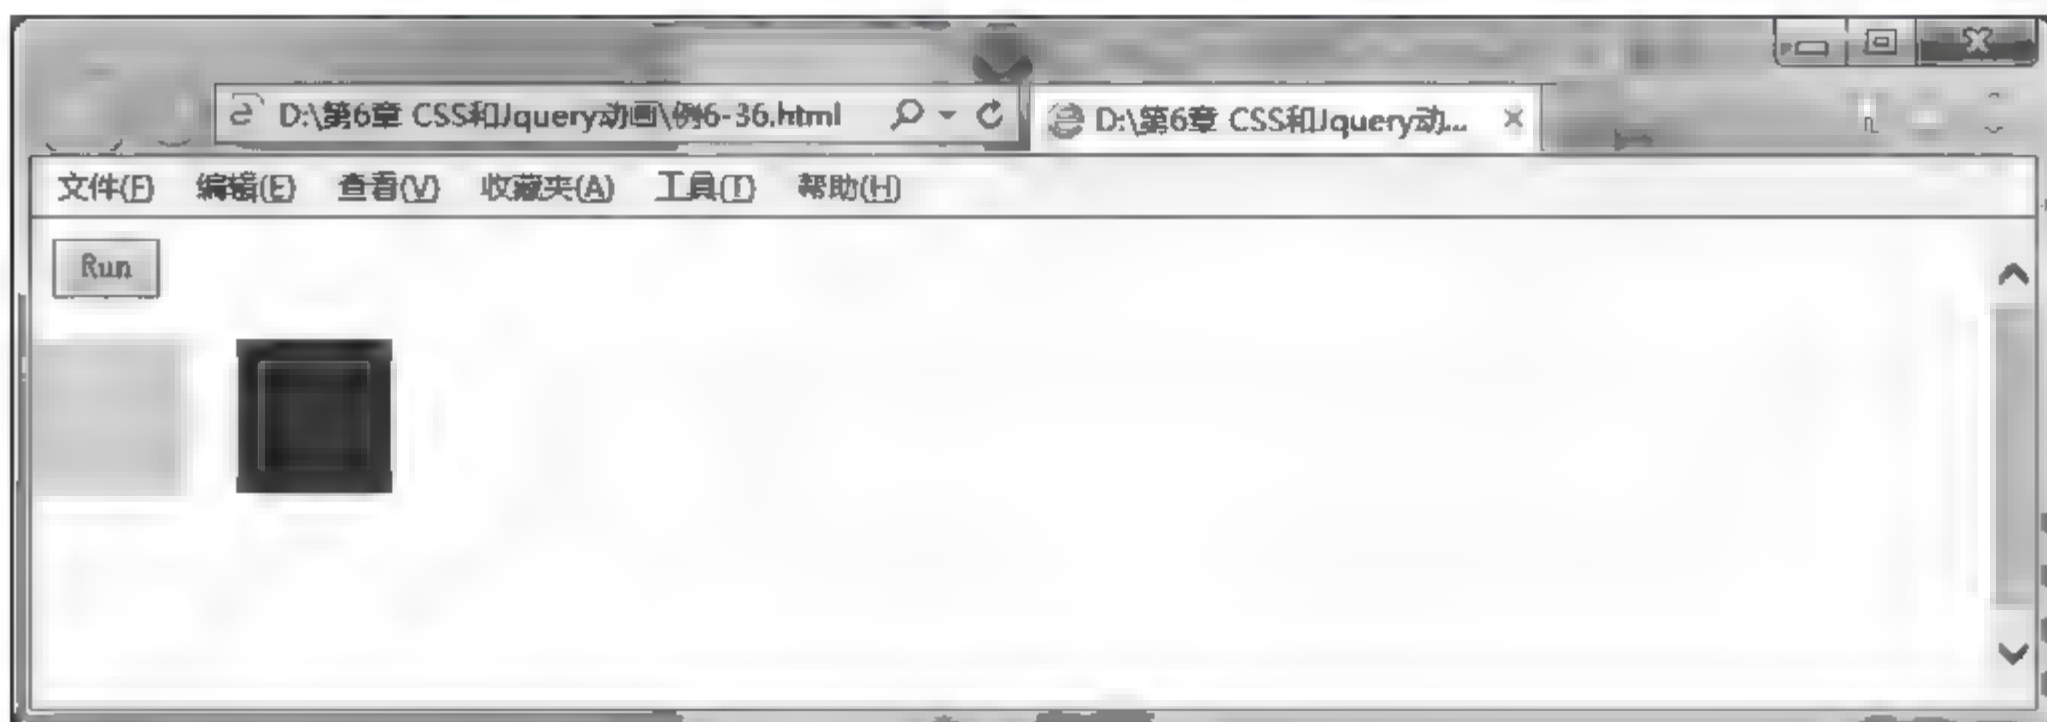 D:\第6章 CSS和Jquery动画\例6-36.html
D:\第6章 CSS和Jquery动...
文件(F) 编辑(E) 查看(V) 收藏夹(A) 工具(T) 帮助(H)
Run